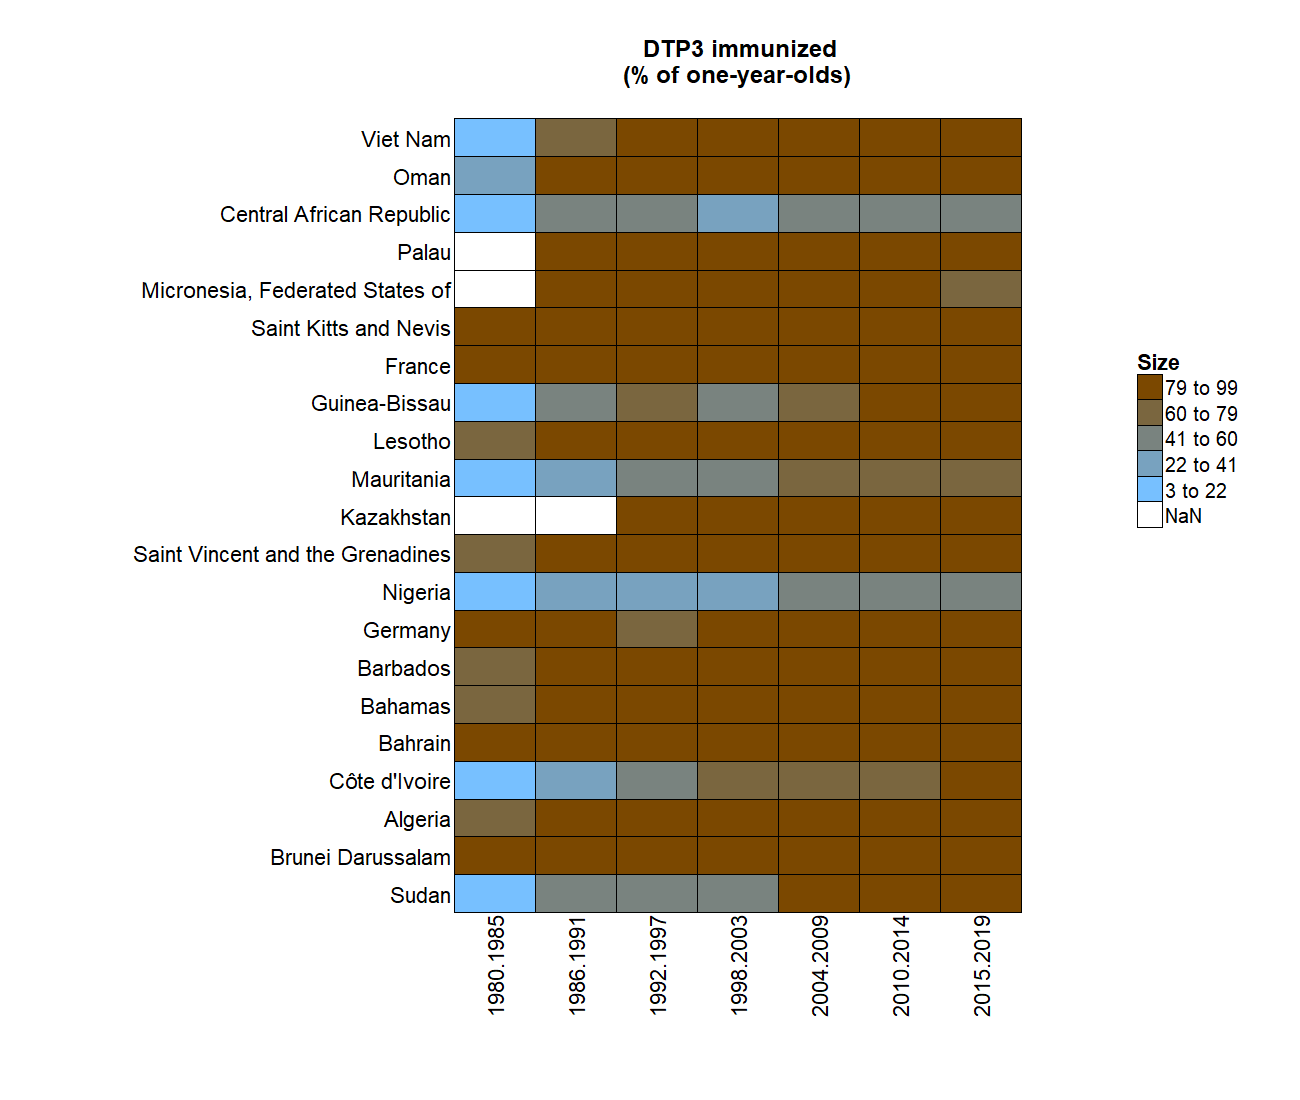 DTP3 immunized
(% of one-year-olds)
Viet Nam
Oman
Central African Republic
Palau
Micronesia, Federated States of
Saint Kitts and Nevis
France
Guinea-Bissau
Lesotho
Mauritania
Kazakhstan
Saint Vincent and the Grenadines
Nigeria
Germany
Barbados
Bahamas
Bahrain
Côte d'Ivoire
Algeria
Brunei Darussalam
Sudan
1980.1985
1986.1991
1992.1997
1998.2003
2004.2009
2010.2014
2015.2019
Size
79 to 99
60 to 79
41 to 60
22 to 41
3 to 22
NaN